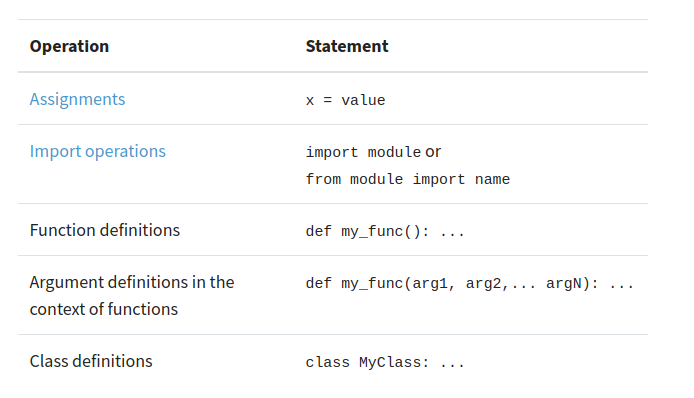 Operation Statement
Assignments x = value
Import operations import module or
from module import name
Function definitions def my_func(): ...
Argument definitions in the def my_func(arg1, arg2,... argN): ...
context of functions
Class definitions class MyClass: ...